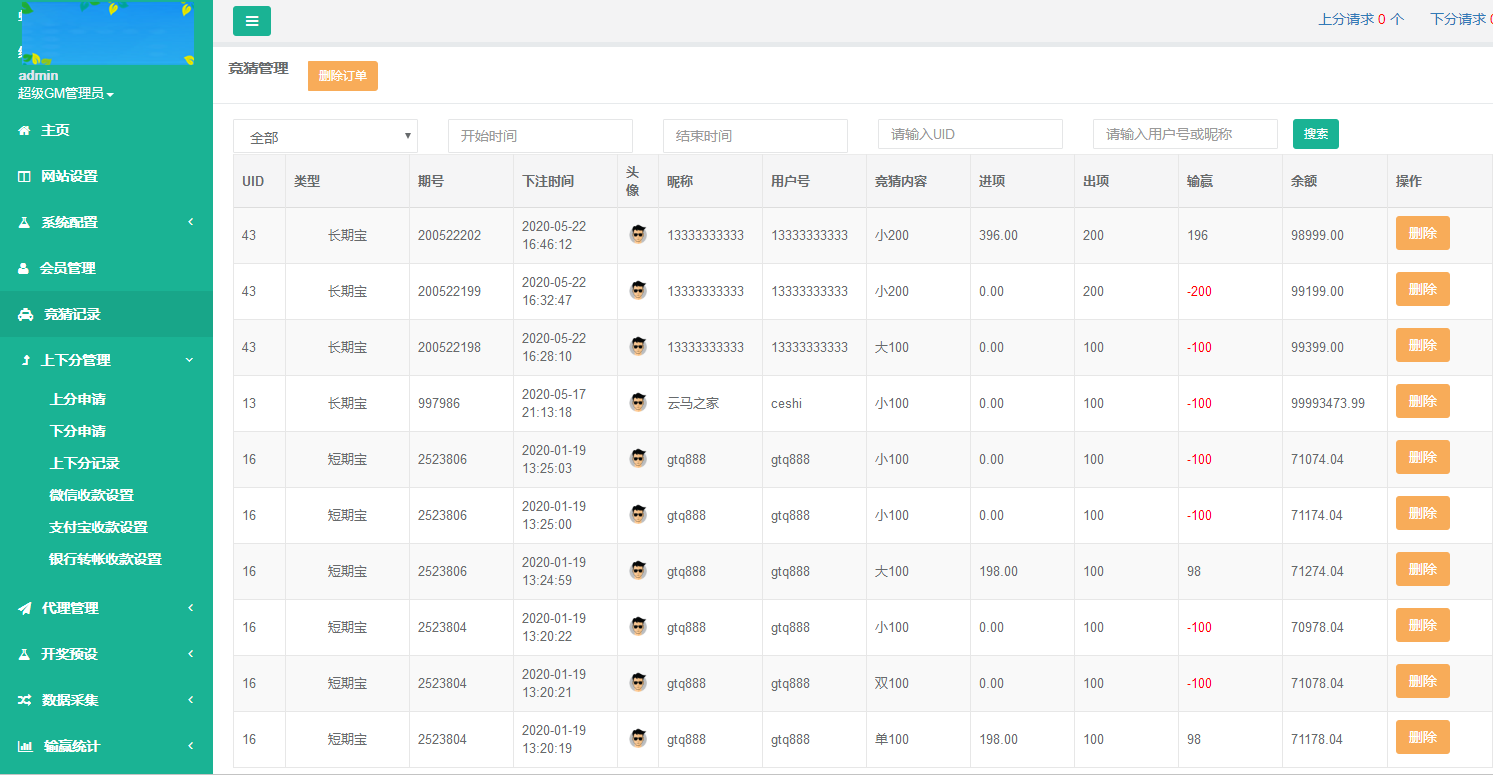 上分请求 0 个 下分请求
admin
超级GM管理员
主页
网站设置
系统配置
会员管理
竞猜记录
上下分管理
上分申请
下分申请
上下分记录
微信收款设置
支付宝收款设置
银行转帐收款设置
代理管理
开奖预设
数据采集
输赢统计
竞猜管理 删除订单
全部 开始时间 结束时间 请输入UID 请输入用户号或昵称 搜索
UID 类型 期号 下注时间 头像 昵称 用户号 竞猜内容 进项 出项 输赢 余额 操作
43 长期宝 200522202 2020-05-22 16:46:12 13333333333 13333333333 小200 396.00 200 196 98999.00 删除
43 长期宝 200522199 2020-05-22 16:32:47 13333333333 13333333333 小200 0.00 200 -200 99199.00 删除
43 长期宝 200522198 2020-05-22 16:28:10 13333333333 13333333333 大100 0.00 100 -100 99399.00 删除
13 长期宝 997986 2020-05-17 21:13:18 云马之家 ceshi 小100 0.00 100 -100 99993473.99 删除
16 短期宝 2523806 2020-01-19 13:25:03 gtq888 gtq888 小100 0.00 100 -100 71074.04 删除
16 短期宝 2523806 2020-01-19 13:25:00 gtq888 gtq888 小100 0.00 100 -100 71174.04 删除
16 短期宝 2523806 2020-01-19 13:24:59 gtq888 gtq888 大100 198.00 100 98 71274.04 删除
16 短期宝 2523804 2020-01-19 13:20:22 gtq888 gtq888 小100 0.00 100 -100 70978.04 删除
16 短期宝 2523804 2020-01-19 13:20:21 gtq888 gtq888 双100 0.00 100 -100 71078.04 删除
16 短期宝 2523804 2020-01-19 13:20:19 gtq888 gtq888 单100 198.00 100 98 71178.04 删除